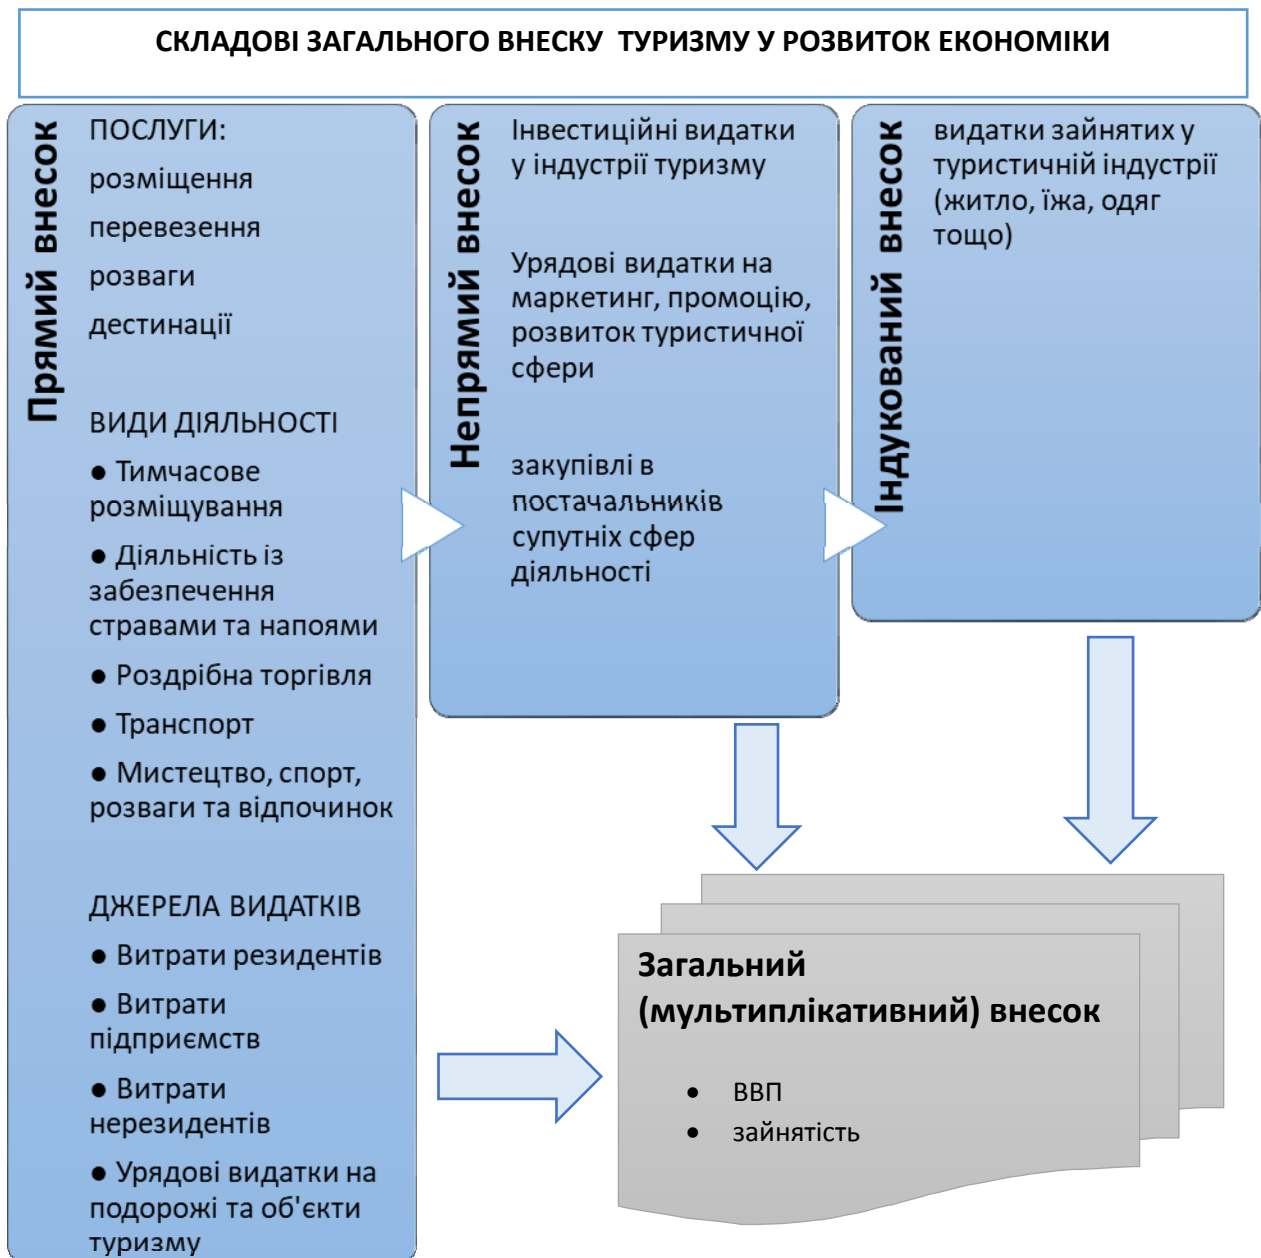 СКЛАДОВІ ЗАГАЛЬНОГО ВНЕСКУ ТУРИЗМУ У РОЗВИТОК ЕКОНОМІКИ
Прямий внесок
ПОСЛУГИ:
розміщення
перевезення
розваги
дестинації
ВИДИ ДІЯЛЬНОСТІ
● Тимчасове
розміщування
● Діяльність із
забезпечення
стравами та напоями
● Роздрібна торгівля
● Транспорт
● Мистецтво, спорт,
розваги та відпочинок
ДЖЕРЕЛА ВИДАТКІВ
● Витрати резидентів
● Витрати
підприємств
● Витрати
нерезидентів
● Урядові видатки на
подорожі та об'єкти
туризму
Непрямий внесок
Інвестиційні видатки
у індустрії туризму
Урядові видатки на
маркетинг, промоцію,
розвиток туристичної
сфери
закупівлі в
постачальників
супутніх сфер
діяльності
Індукований внесок
видатки зайнятих у
туристичній індустрії
(житло, їжа, одяг
тощо)
Загальний
(мультиплікативний) внесок
• ВВП
• зайнятість